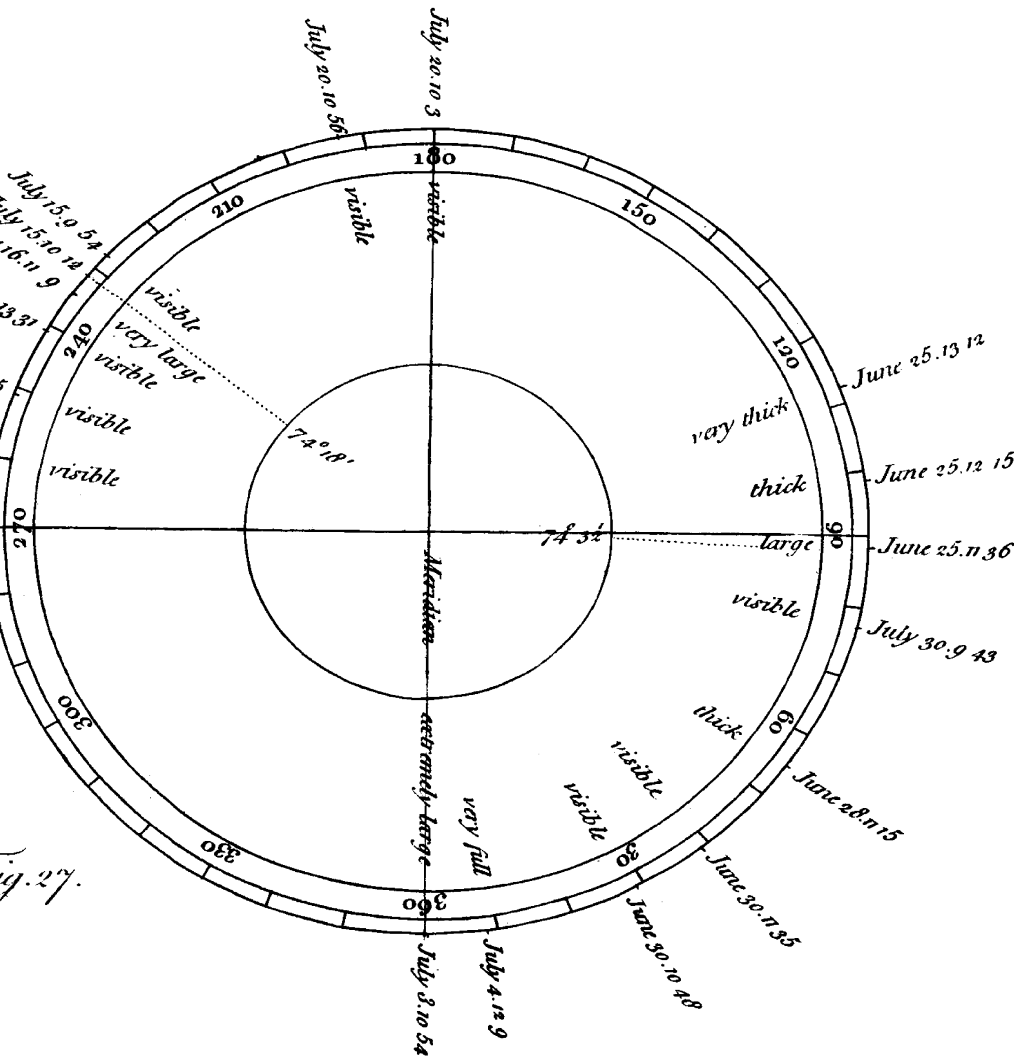 July 20.10 56
July 20.10 3
180
210
150
visible
visible
July 15.9 54
July 15.10 12
16.11 9
13 31
5
240
120
visible
very large
visible
visible
visible
74° 18'
June 25.13 12
very thick
June 25.12 15
thick
270
90
74° 3½'
large
June 25.11 36
Meridian
visible
July 30.9 43
300
60
thick
June 28.11 15
visible
visible
extremely large
very full
330
30
360
June 30.11 35
June 30.10 48
July 4.12 9
July 8.10 54
ig. 27.